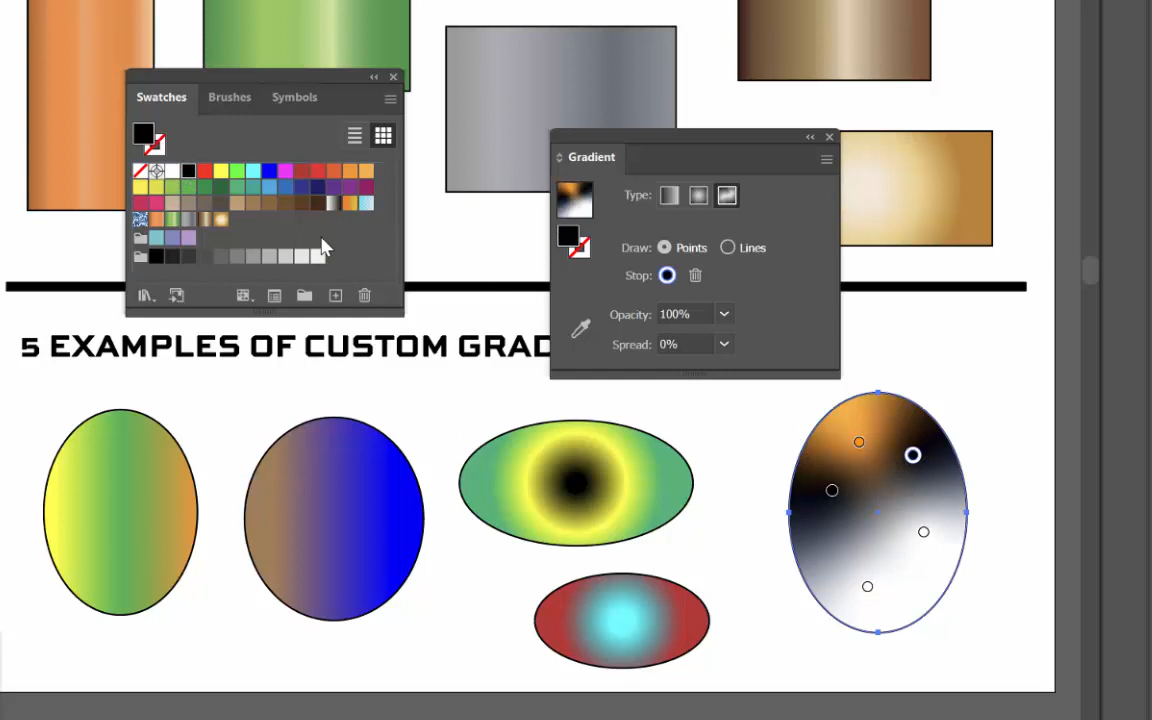 Swatches Brushes Symbols
Gradient
Type:
Draw: Points Lines
Stop:
Opacity: 100%
Spread: 0%
5 EXAMPLES OF CUSTOM GRAD